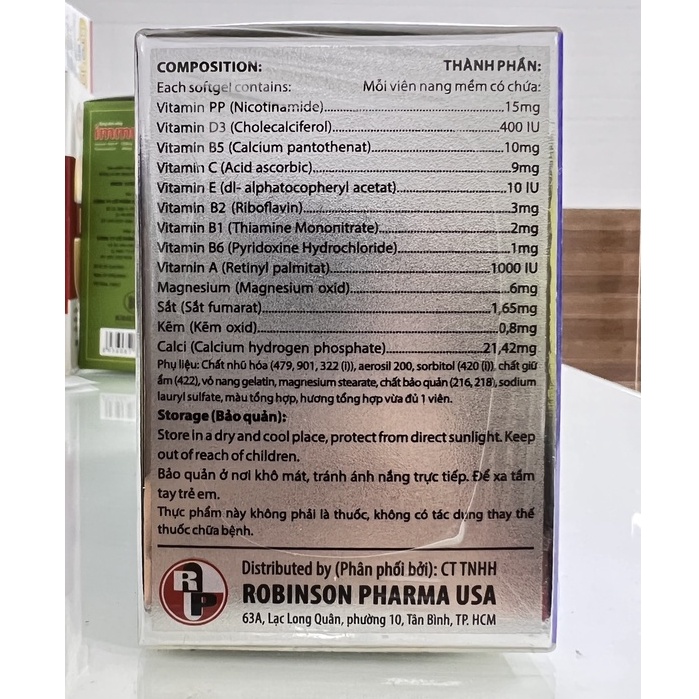 COMPOSITION: THÀNH PHẦN:
Each softgel contains: Mỗi viên nang mềm có chứa:
Vitamin PP (Nicotinamide)....................15mg
Vitamin D3 (Cholecalciferol)....................400 IU
Vitamin B5 (Calcium pantothenat)....................10mg
Vitamin C (Acid ascorbic)....................9mg
Vitamin E (dl- alphatocopheryl acetat)....................10 IU
Vitamin B2 (Riboflavin)....................3mg
Vitamin B1 (Thiamine Mononitrate)....................2mg
Vitamin B6 (Pyridoxine Hydrochloride)....................1mg
Vitamin A (Retinyl palmitat)....................1000 IU
Magnesium (Magnesium oxid)....................6mg
Sắt (Sắt fumarat)....................1,65mg
Kẽm (Kẽm oxid)....................0,8mg
Calci (Calcium hydrogen phosphate)....................21,42mg
Phụ liệu: Chất nhũ hóa (479, 901, 322 (i)), aerosil 200, sorbitol (420 (i)), chất giữ
ẩm (422), vỏ nang gelatin, magnesium stearate, chất bảo quản (216, 218), sodium
lauryl sulfate, màu tổng hợp, hương tổng hợp vừa đủ 1 viên.
Storage (Bảo quản):
Store in a dry and cool place, protect from direct sunlight. Keep
out of reach of children.
Bảo quản ở nơi khô mát, tránh ánh nắng trực tiếp. Để xa tầm
tay trẻ em.
Thực phẩm này không phải là thuốc, không có tác dụng thay thế
thuốc chữa bệnh.
RP
Distributed by (Phân phối bởi): CT TNHH
ROBINSON PHARMA USA
63A, Lạc Long Quân, phường 10, Tân Bình, TP. HCM